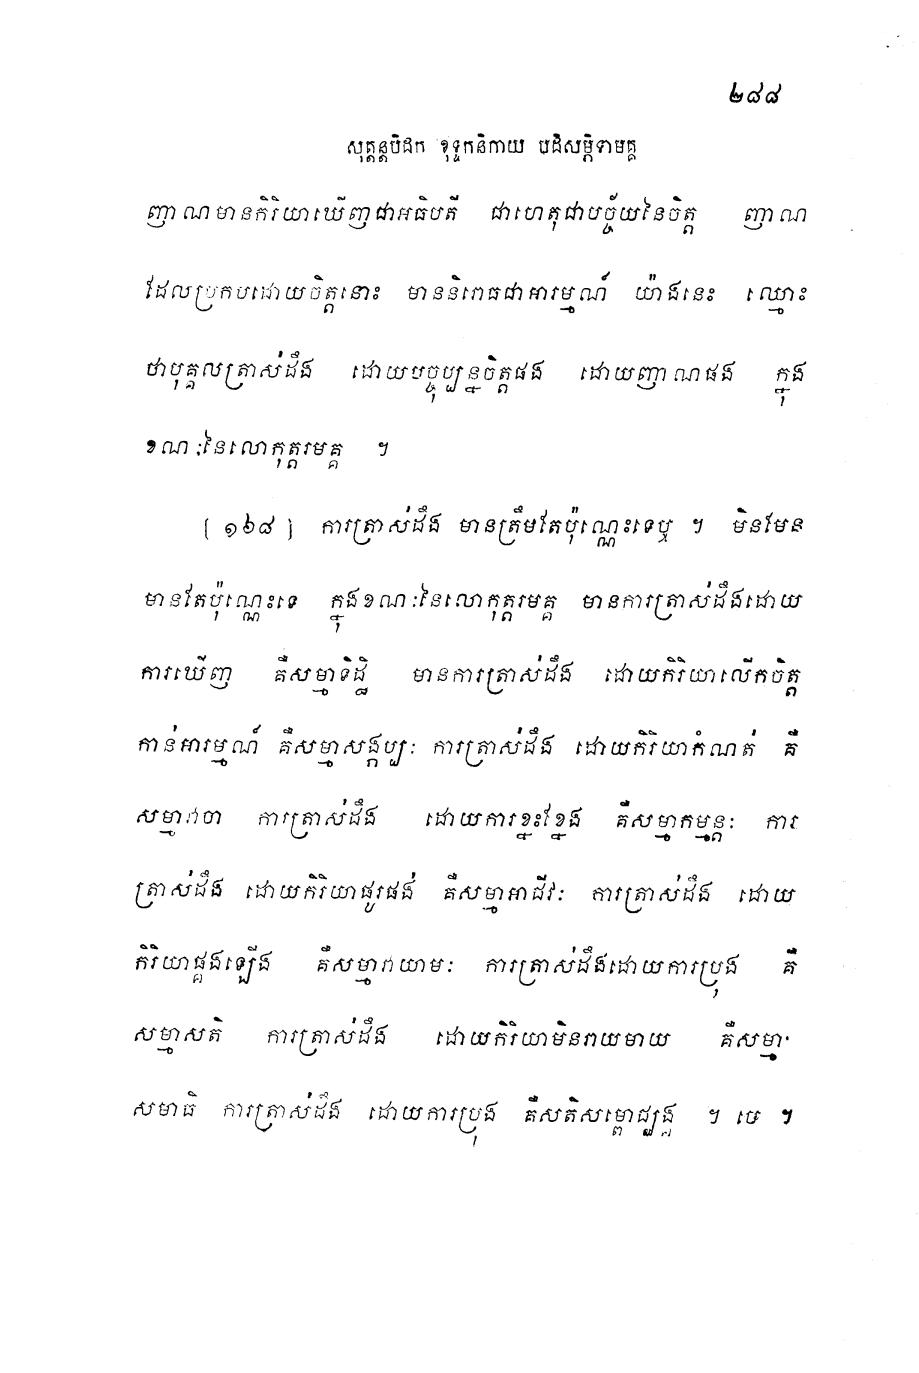 ២៨៨
សុត្តន្តបិដក ខុទ្ទកនិកាយ បដិសម្ភិទាមគ្គ
ញាណមានកិរិយាឃើញជាអធិបតី ជាហេតុជាបច្ច័យនៃចិត្ត ញាណ
ដែលប្រកបដោយចិត្តនោះ មាននិរោធជាអារម្មណ៍ យ៉ាងនេះ ឈ្មោះ
ថាបុគ្គលត្រាស់ដឹង ដោយបច្ចុប្បន្នចិត្តផង ដោយញាណផង ក្នុង
ខណៈនៃលោកុត្តរមគ្គ ។
[ ១៦៨ ] ការត្រាស់ដឹង មានត្រឹមតែប៉ុណ្ណេះទេឬ ។ មិនមែន
មានតែប៉ុណ្ណេះទេ ក្នុងខណៈនៃលោកុត្តរមគ្គ មានការត្រាស់ដឹងដោយ
ការឃើញ គឺសម្មាទិដ្ឋិ មានការត្រាស់ដឹង ដោយកិរិយាលើកចិត្ត
កាន់អារម្មណ៍ គឺសម្មាសង្កប្បៈ ការត្រាស់ដឹង ដោយកិរិយាកំណត់ គឺ
សម្មាវាចា ការត្រាស់ដឹង ដោយការខ្នះខ្នែង គឺសម្មាកម្មន្តៈ ការ
ត្រាស់ដឹង ដោយកិរិយាផូរផង់ គឺសម្មាអាជីវៈ ការត្រាស់ដឹង ដោយ
កិរិយាផ្គងឡើង គឺសម្មាវាយាមៈ ការត្រាស់ដឹងដោយការប្រុង គឺ
សម្មាសតិ ការត្រាស់ដឹង ដោយកិរិយាមិនរាយមាយ គឺសម្មា
សមាធិ ការត្រាស់ដឹង ដោយការប្រុង គឺសតិសម្ពោជ្ឈង្គ ។ បេ ។